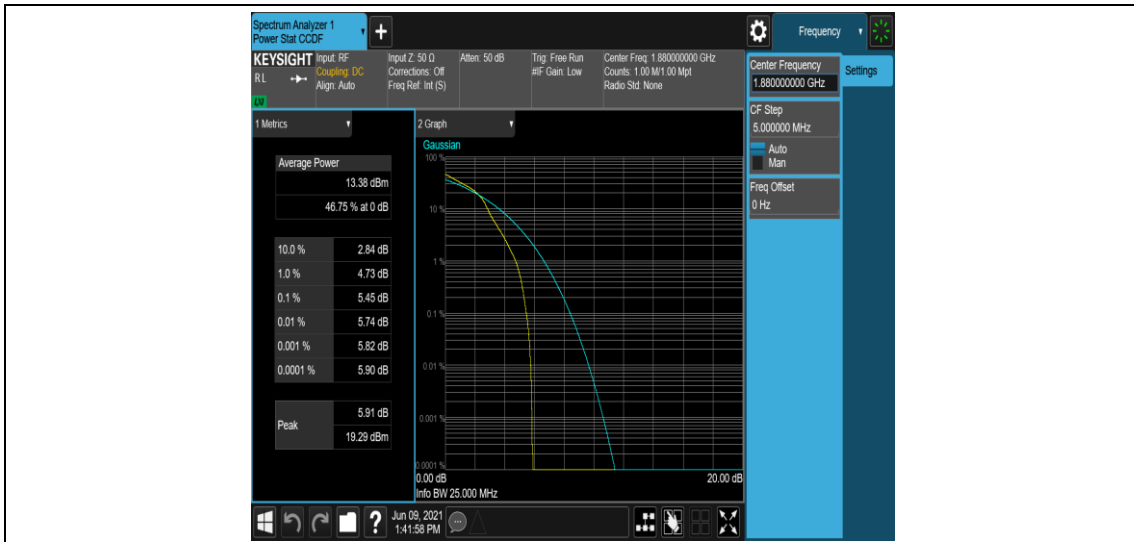 Spectrum Analyzer 1
Power Stat CCDF
Frequency
KEYSIGHT
R L
LXI
Input: RF
Coupling: DC
Align: Auto
Input Z: 50 Ω
Corrections: Off
Freq Ref: Int (S)
Atten: 50 dB
Trig: Free Run
#IF Gain: Low
Center Freq: 1.880000000 GHz
Counts: 1.00 M/1.00 Mpt
Radio Std: None
Center Frequency
1.880000000 GHz
Settings
CF Step
5.000000 MHz
Auto
Man
Freq Offset
0 Hz
1 Metrics
Average Power
13.38 dBm
46.75 % at 0 dB
10.0 % 2.84 dB
1.0 % 4.73 dB
0.1 % 5.45 dB
0.01 % 5.74 dB
0.001 % 5.82 dB
0.0001 % 5.90 dB
Peak 5.91 dB
19.29 dBm
2 Graph
Gaussian
100 %
10 %
1 %
0.1 %
0.01 %
0.001 %
0.0001 %
0.00 dB 20.00 dB
Info BW 25.000 MHz
?
Jun 09, 2021
1:41:58 PM